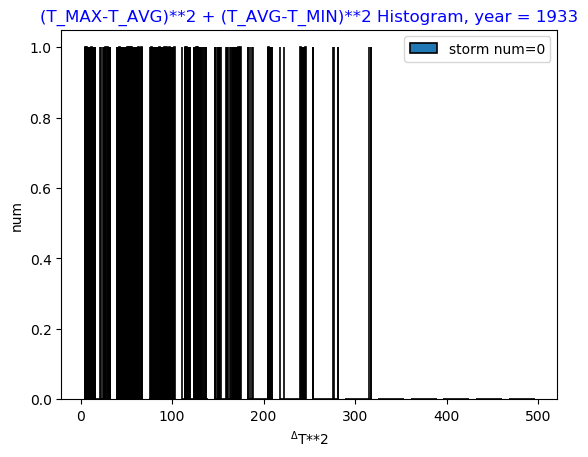 (T_MAX-T_AVG)**2 + (T_AVG-T_MIN)**2 Histogram, year = 1933
storm num=0
1.0
0.8
0.6
0.4
0.2
0.0
num
0 100 200 300 400 500
ΔT**2